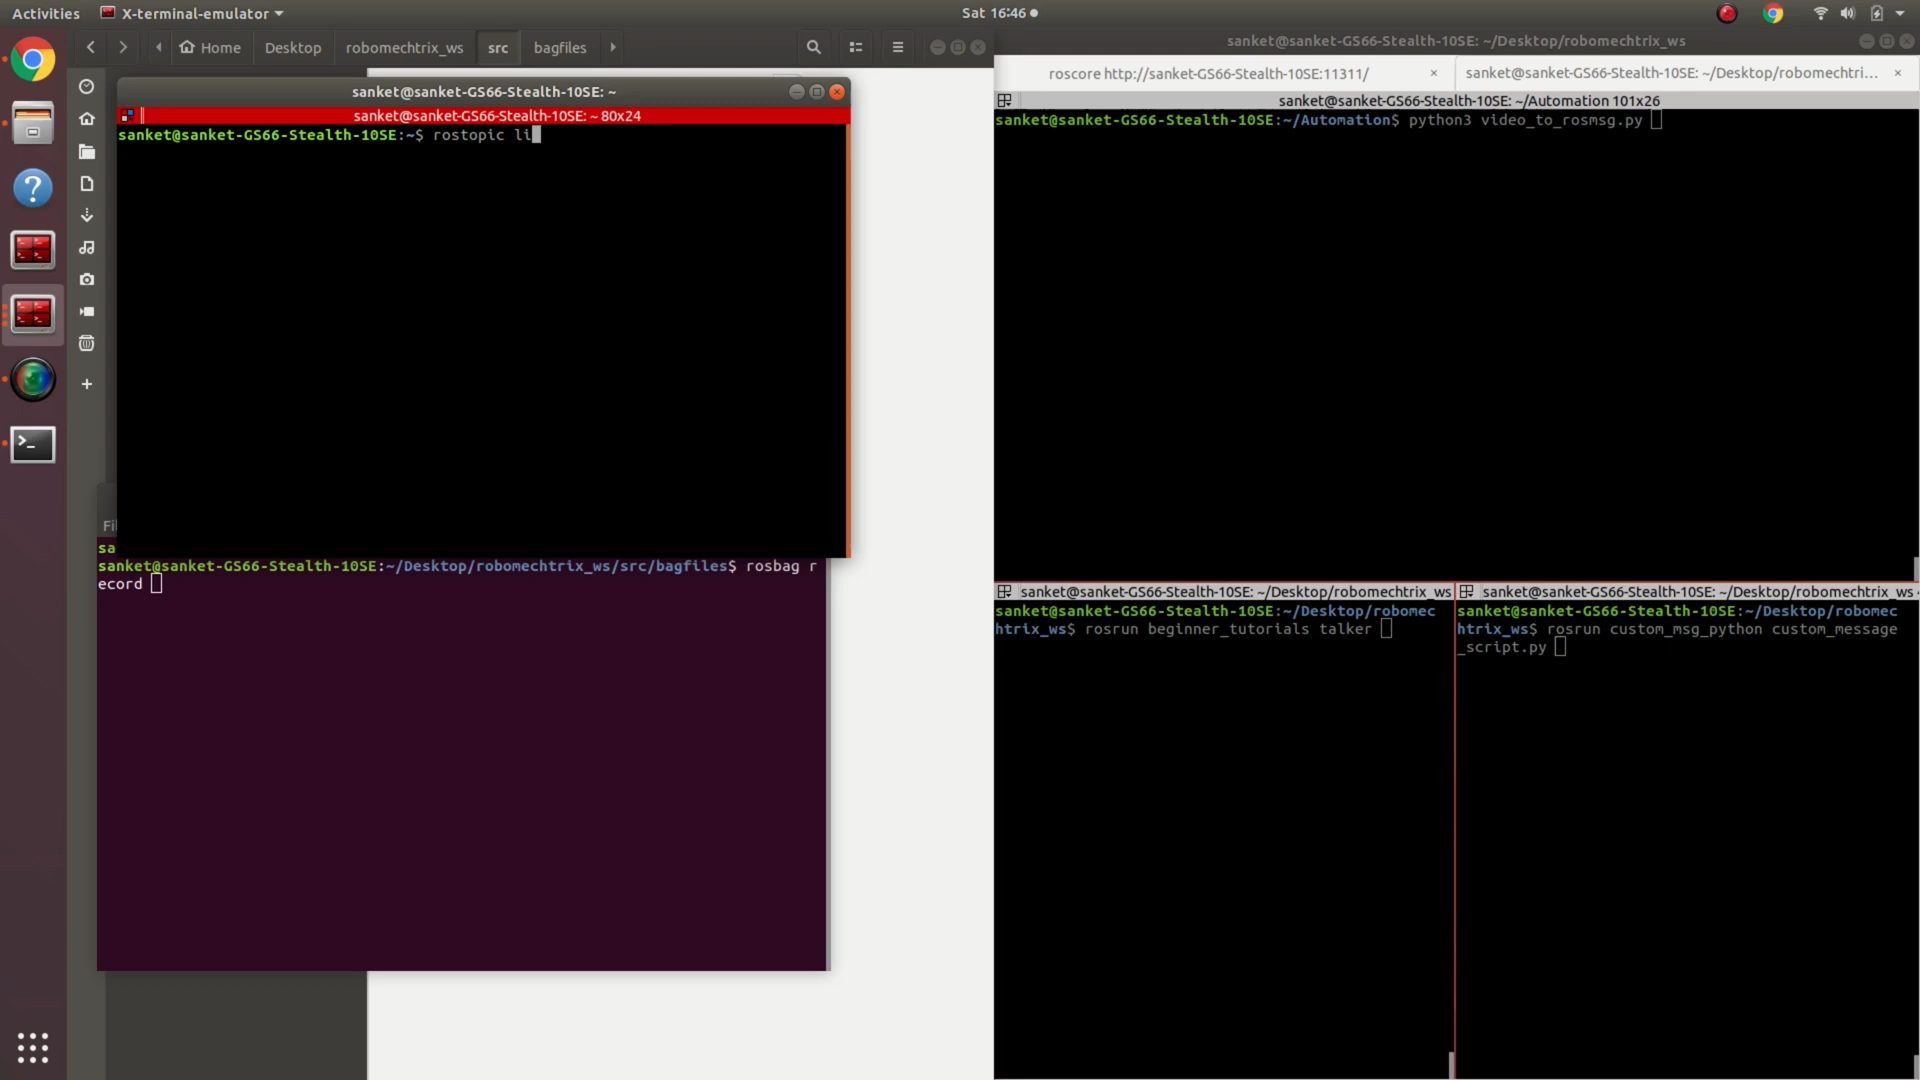 Activities
X-terminal-emulator
Sat 16:46
Home
Desktop
robomechtrix_ws
src
bagfiles
sanket@sanket-GS66-Stealth-10SE: ~/Desktop/robomechtrix_ws
roscore http://sanket-GS66-Stealth-10SE:11311/
sanket@sanket-GS66-Stealth-10SE: ~/Desktop/robomechtri...
sanket@sanket-GS66-Stealth-10SE: ~
sanket@sanket-GS66-Stealth-10SE: ~ 80x24
sanket@sanket-GS66-Stealth-10SE:~$ rostopic li
sanket@sanket-GS66-Stealth-10SE: ~/Automation 101x26
sanket@sanket-GS66-Stealth-10SE:~/Automation$ python3 video_to_rosmsg.py
Fi
sa
sanket@sanket-GS66-Stealth-10SE:~/Desktop/robomechtrix_ws/src/bagfiles$ rosbag r
ecord
sanket@sanket-GS66-Stealth-10SE: ~/Desktop/robomechtrix_ws
sanket@sanket-GS66-Stealth-10SE:~/Desktop/robomec
htrix_ws$ rosrun beginner_tutorials talker
sanket@sanket-GS66-Stealth-10SE: ~/Desktop/robomechtrix_ws
sanket@sanket-GS66-Stealth-10SE:~/Desktop/robomec
htrix_ws$ rosrun custom_msg_python custom_message
_script.py